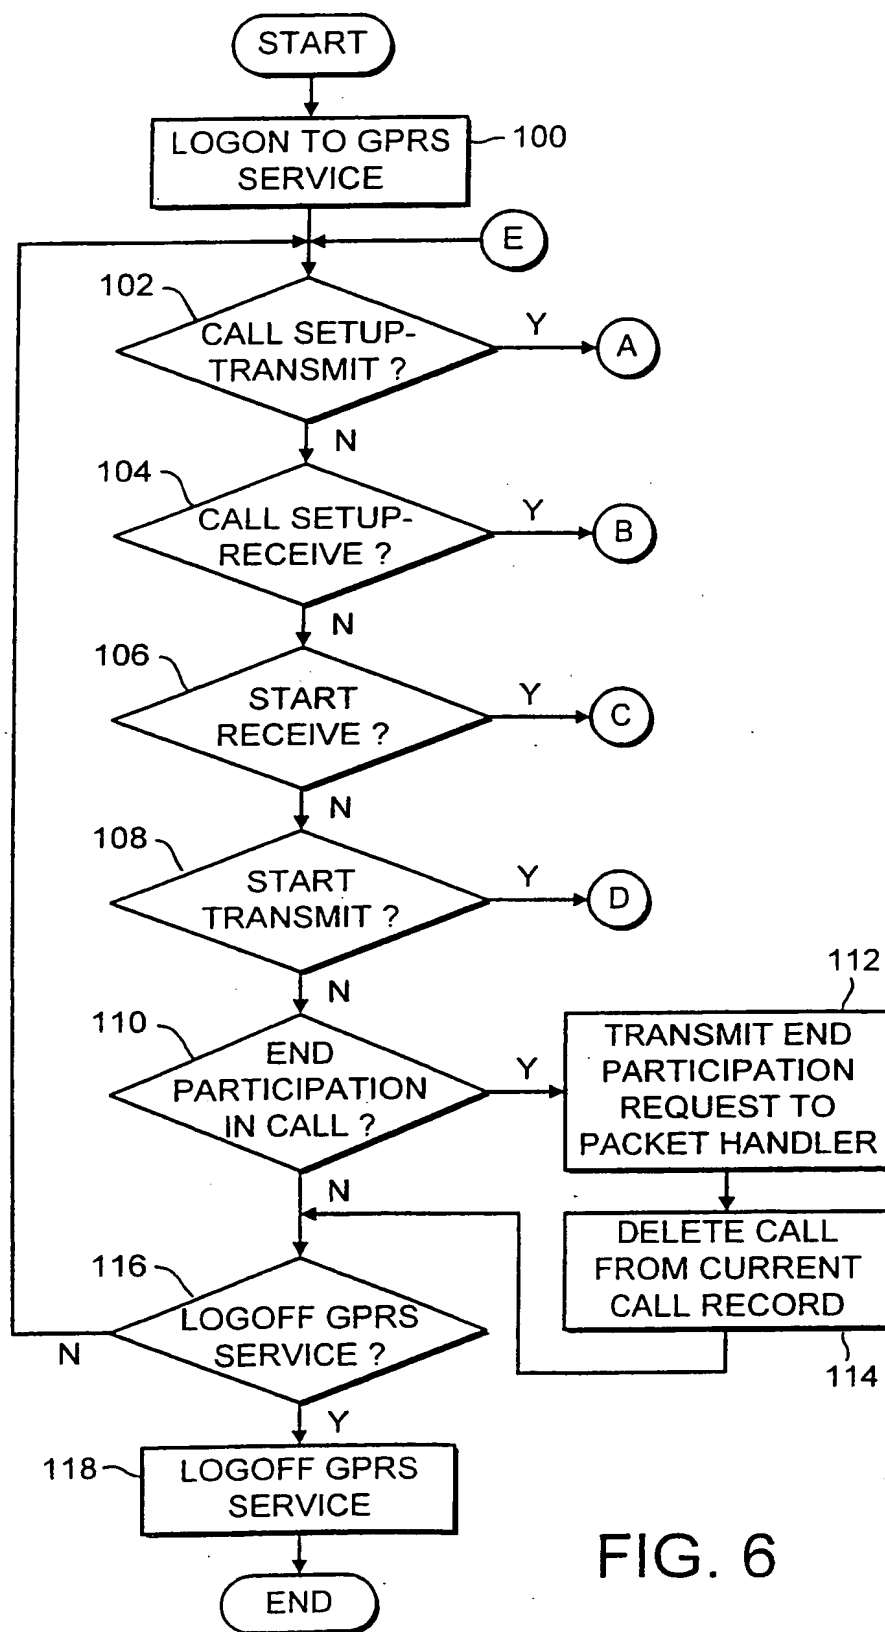 START
LOGON TO GPRS
SERVICE
100
E
102
CALL SETUP-
TRANSMIT ?
Y
A
N
104
CALL SETUP-
RECEIVE ?
Y
B
N
106
START
RECEIVE ?
Y
C
N
108
START
TRANSMIT ?
Y
D
N
110
END
PARTICIPATION
IN CALL ?
Y
112
TRANSMIT END
PARTICIPATION
REQUEST TO
PACKET HANDLER
N
DELETE CALL
FROM CURRENT
CALL RECORD
114
116
LOGOFF GPRS
SERVICE ?
N
Y
118
LOGOFF GPRS
SERVICE
END
FIG. 6